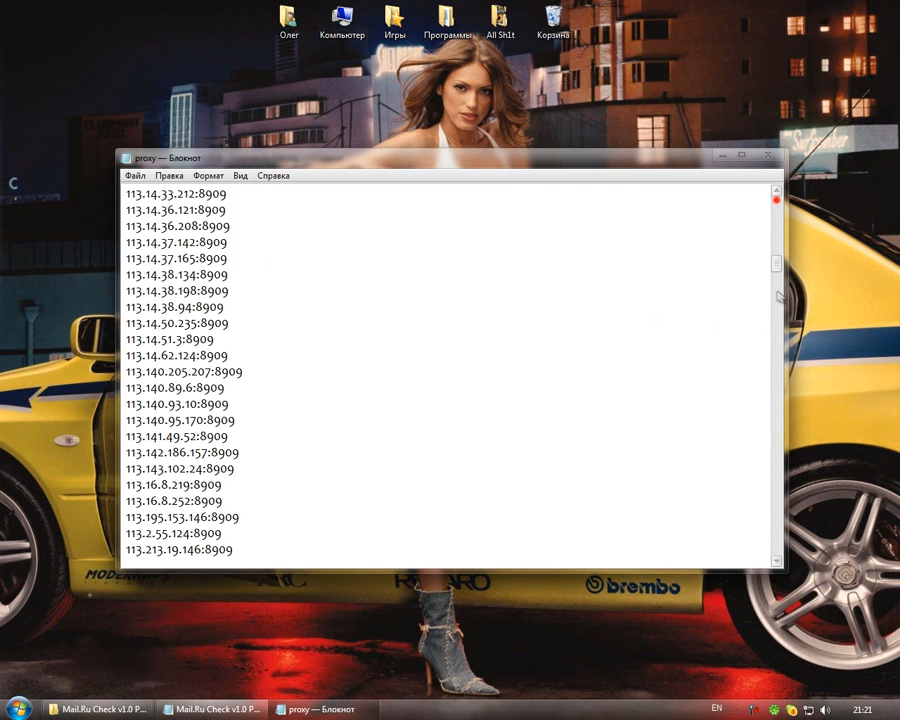 Олег
Компьютер
Игры
Программы
All Sh1t
Корзина
Surfcomber
proxy — Блокнот
Файл Правка Формат Вид Справка
113.14.33.212:8909
113.14.36.121:8909
113.14.36.208:8909
113.14.37.142:8909
113.14.37.165:8909
113.14.38.134:8909
113.14.38.198:8909
113.14.38.94:8909
113.14.50.235:8909
113.14.51.3:8909
113.14.62.124:8909
113.140.205.207:8909
113.140.89.6:8909
113.140.93.10:8909
113.140.95.170:8909
113.141.49.52:8909
113.142.186.157:8909
113.143.102.24:8909
113.16.8.219:8909
113.16.8.252:8909
113.195.153.146:8909
113.2.55.124:8909
113.213.19.146:8909
brembo
Mail.Ru Check v1.0 P...
Mail.Ru Check v1.0 P...
proxy — Блокнот
EN
21:21